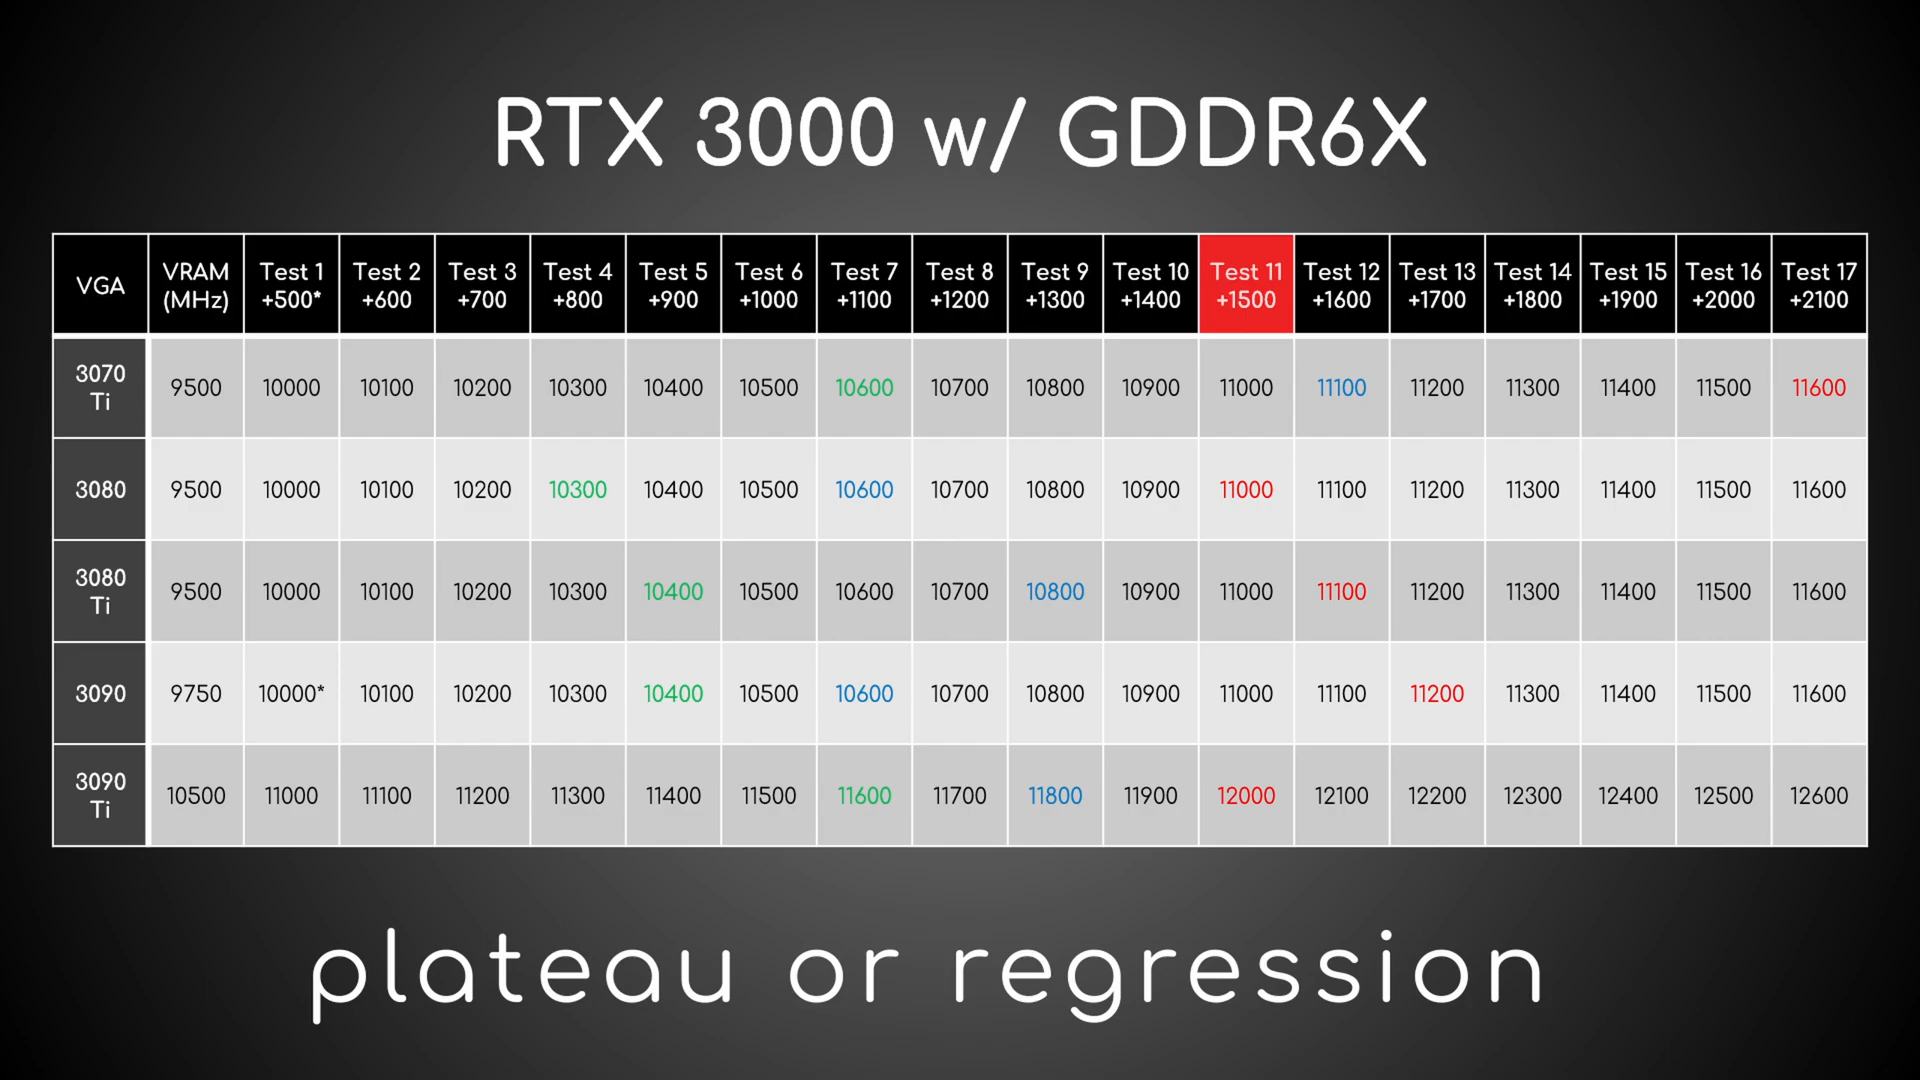 RTX 3000 w/ GDDR6X
VGA VRAM (MHz) Test 1 +500* Test 2 +600 Test 3 +700 Test 4 +800 Test 5 +900 Test 6 +1000 Test 7 +1100 Test 8 +1200 Test 9 +1300 Test 10 +1400 Test 11 +1500 Test 12 +1600 Test 13 +1700 Test 14 +1800 Test 15 +1900 Test 16 +2000 Test 17 +2100
3070 Ti 9500 10000 10100 10200 10300 10400 10500 10600 10700 10800 10900 11000 11100 11200 11300 11400 11500 11600
3080 9500 10000 10100 10200 10300 10400 10500 10600 10700 10800 10900 11000 11100 11200 11300 11400 11500 11600
3080 Ti 9500 10000 10100 10200 10300 10400 10500 10600 10700 10800 10900 11000 11100 11200 11300 11400 11500 11600
3090 9750 10000* 10100 10200 10300 10400 10500 10600 10700 10800 10900 11000 11100 11200 11300 11400 11500 11600
3090 Ti 10500 11000 11100 11200 11300 11400 11500 11600 11700 11800 11900 12000 12100 12200 12300 12400 12500 12600
plateau or regression